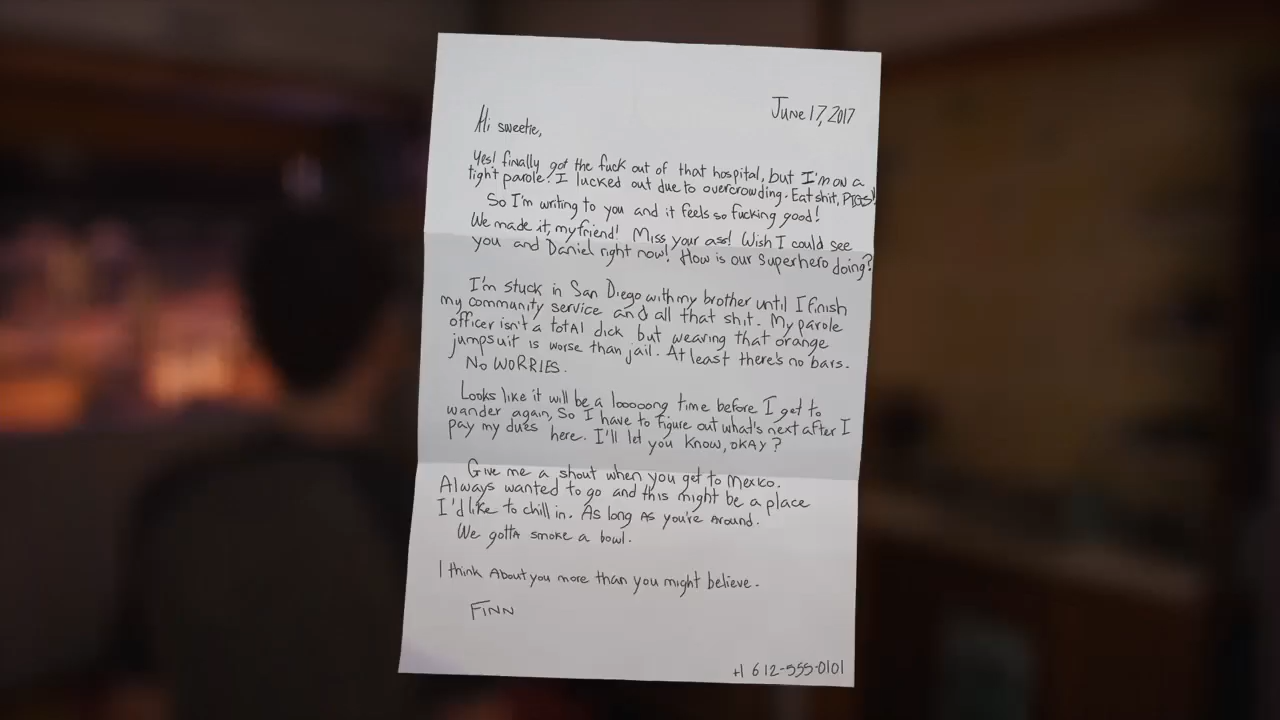 June 17, 2017
Hi sweetie,
Yes! finally got the fuck out of that hospital, but I'm on a
tight parole! I lucked out due to overcrowding. Eat shit, PIGS!
So I'm writing to you and it feels so fucking good!
We made it, my friend! Miss your ass! Wish I could see
you and Daniel right now! How is our superhero doing?
I'm stuck in San Diego with my brother until I finish
my community service and all that shit. My parole
officer isn't a total dick but wearing that orange
jumpsuit is worse than jail. At least there's no bars.
No WORRIES.
Looks like it will be a looooong time before I get to
wander again, So I have to figure out what's next after I
pay my dues here. I'll let you know, OKAY?
Give me a shout when you get to Mexico.
Always wanted to go and this might be a place
I'd like to chill in. As long as you're around.
We gotta smoke a bowl.
I think About you more than you might believe.
FINN
+1 612-555-0101